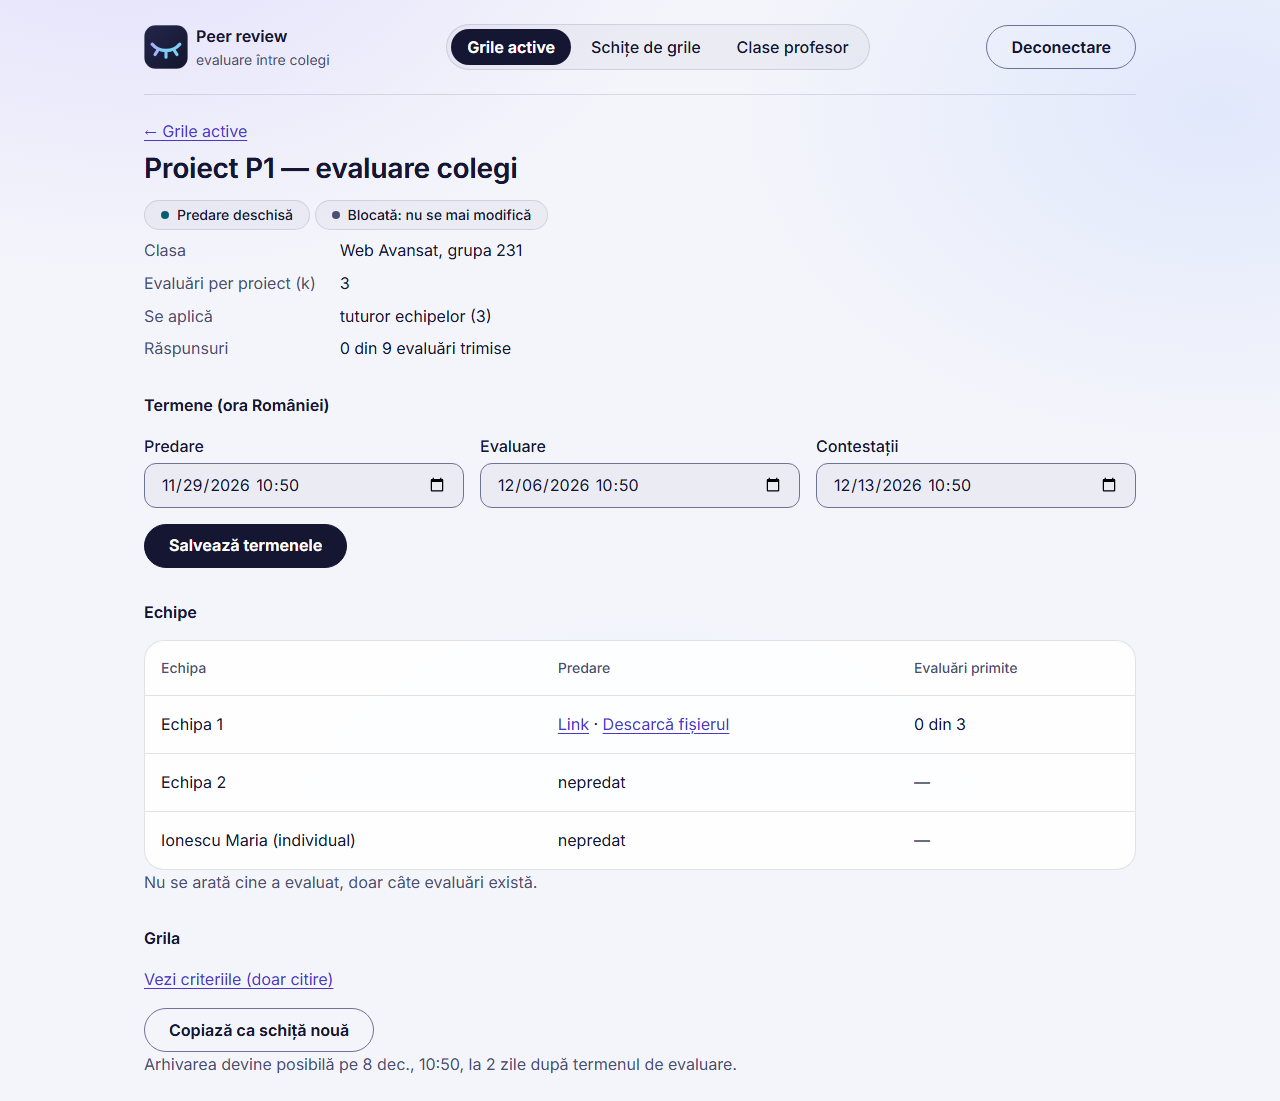 Peer review
evaluare între colegi
Grile active
Schițe de grile
Clase profesor
Deconectare
← Grile active
Proiect P1 — evaluare colegi
Predare deschisă
Blocată: nu se mai modifică
Clasa Web Avansat, grupa 231
Evaluări per proiect (k) 3
Se aplică tuturor echipelor (3)
Răspunsuri 0 din 9 evaluări trimise
Termene (ora României)
Predare Evaluare Contestații
11/29/2026 10:50 12/06/2026 10:50 12/13/2026 10:50
Salvează termenele
Echipe
Echipa Predare Evaluări primite
Echipa 1 Link · Descarcă fișierul 0 din 3
Echipa 2 nepredat —
Ionescu Maria (individual) nepredat —
Nu se arată cine a evaluat, doar câte evaluări există.
Grila
Vezi criteriile (doar citire)
Copiază ca schiță nouă
Arhivarea devine posibilă pe 8 dec., 10:50, la 2 zile după termenul de evaluare.